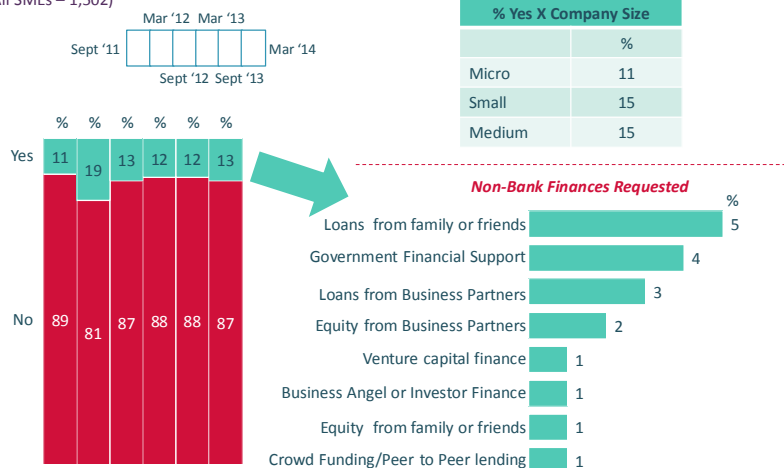 All SMEs – 1,502)
Mar ‘12 Mar ‘13
Sept ‘11 Mar ‘14
Sept ‘12 Sept ‘13
% Yes X Company Size
%
Micro 11
Small 15
Medium 15
% % % % % %
Yes 11 19 13 12 12 13
No 89 81 87 88 88 87
Non-Bank Finances Requested
%
Loans from family or friends 5
Government Financial Support 4
Loans from Business Partners 3
Equity from Business Partners 2
Venture capital finance 1
Business Angel or Investor Finance 1
Equity from family or friends 1
Crowd Funding/Peer to Peer lending 1